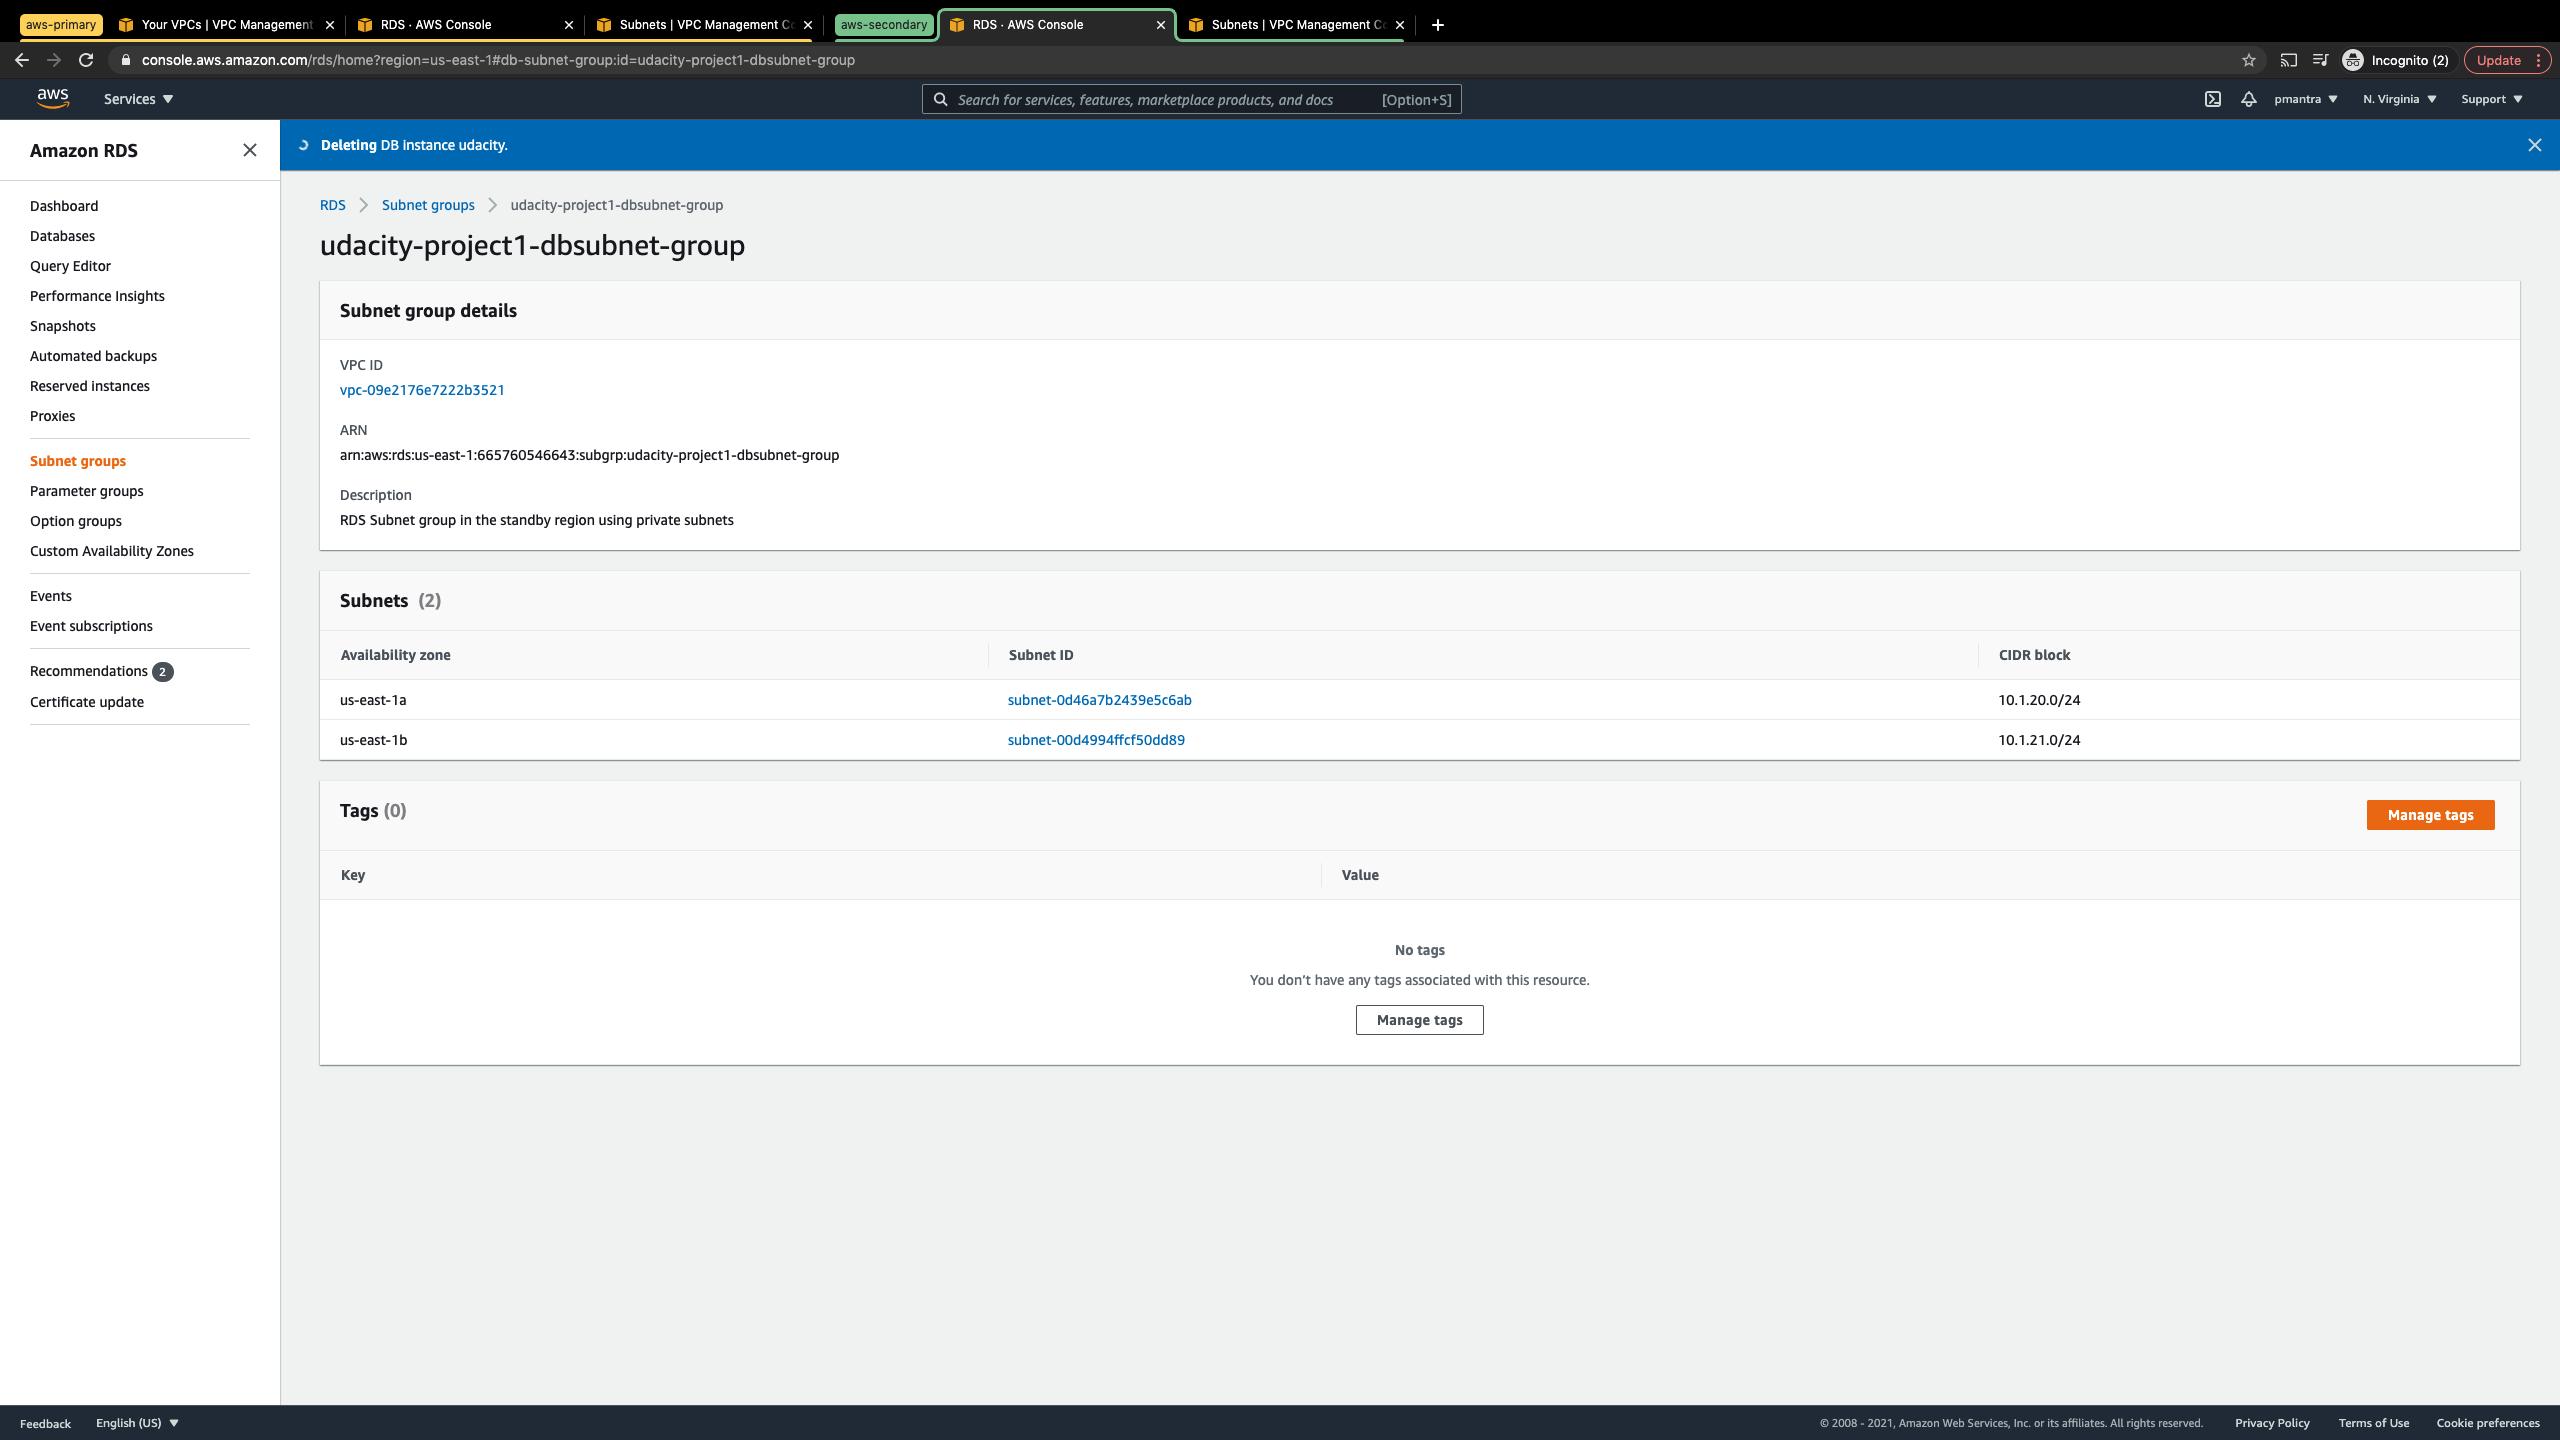 aws-primary
Your VPCs | VPC Management
RDS · AWS Console
Subnets | VPC Management Co
aws-secondary
RDS · AWS Console
Subnets | VPC Management Co
console.aws.amazon.com/rds/home?region=us-east-1#db-subnet-group:id=udacity-project1-dbsubnet-group
Incognito (2)
Update
aws
Services
Search for services, features, marketplace products, and docs
[Option+S]
pmantra
N. Virginia
Support
Amazon RDS
Dashboard
Databases
Query Editor
Performance Insights
Snapshots
Automated backups
Reserved instances
Proxies
Subnet groups
Parameter groups
Option groups
Custom Availability Zones
Events
Event subscriptions
Recommendations 2
Certificate update
Deleting DB instance udacity.
RDS
Subnet groups
udacity-project1-dbsubnet-group
udacity-project1-dbsubnet-group
Subnet group details
VPC ID
vpc-09e2176e7222b3521
ARN
arn:aws:rds:us-east-1:665760546643:subgrp:udacity-project1-dbsubnet-group
Description
RDS Subnet group in the standby region using private subnets
Subnets (2)
Availability zone Subnet ID CIDR block
us-east-1a subnet-0d46a7b2439e5c6ab 10.1.20.0/24
us-east-1b subnet-00d4994ffcf50dd89 10.1.21.0/24
Tags (0)
Manage tags
Key Value
No tags
You don't have any tags associated with this resource.
Manage tags
Feedback
English (US)
© 2008 - 2021, Amazon Web Services, Inc. or its affiliates. All rights reserved.
Privacy Policy
Terms of Use
Cookie preferences